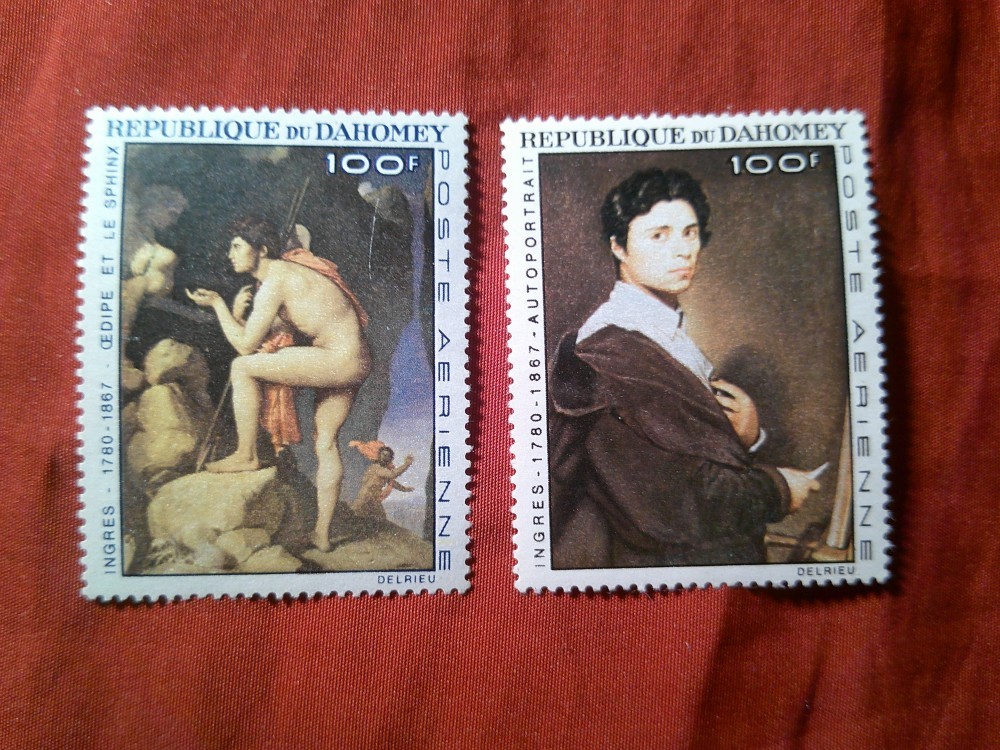 REPUBLIQUE DU DAHOMEY
100F
POSTE AERIENNE
INGRES - 1780 - 1867 - ŒDIPE ET LE SPHINX
DELRIEU
REPUBLIQUE DU DAHOMEY
100F
POSTE AERIENNE
INGRES - 1780 - 1867 - AUTOPORTRAIT
DELRIEU